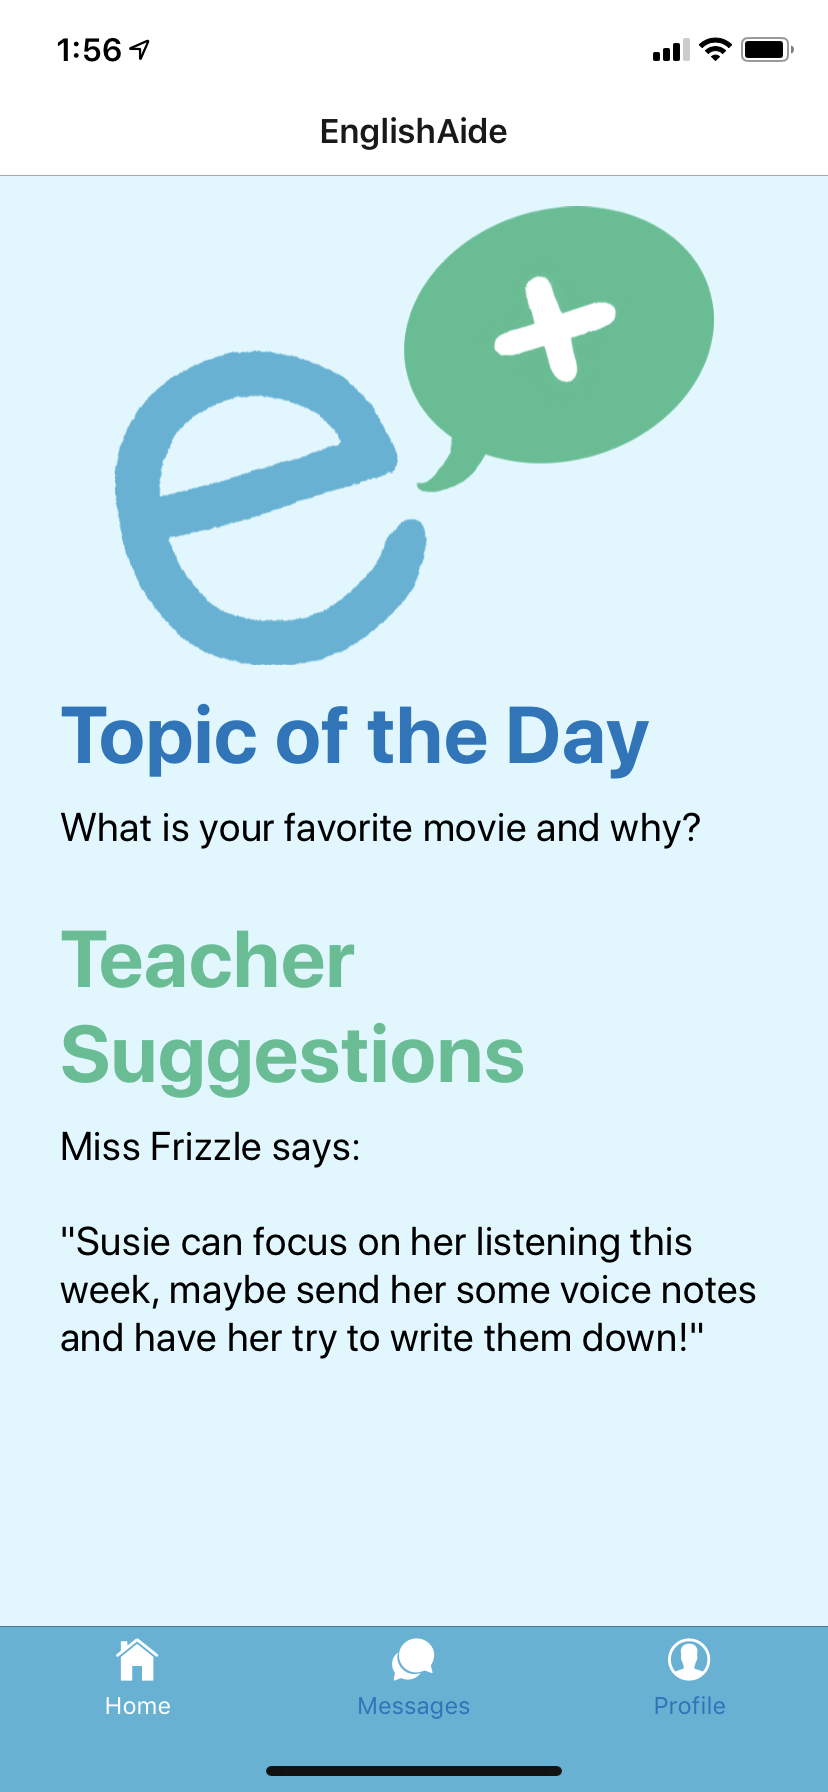 1:56
EnglishAide
e
Topic of the Day
What is your favorite movie and why?
Teacher
Suggestions
Miss Frizzle says:
"Susie can focus on her listening this
week, maybe send her some voice notes
and have her try to write them down!"
Home Messages Profile